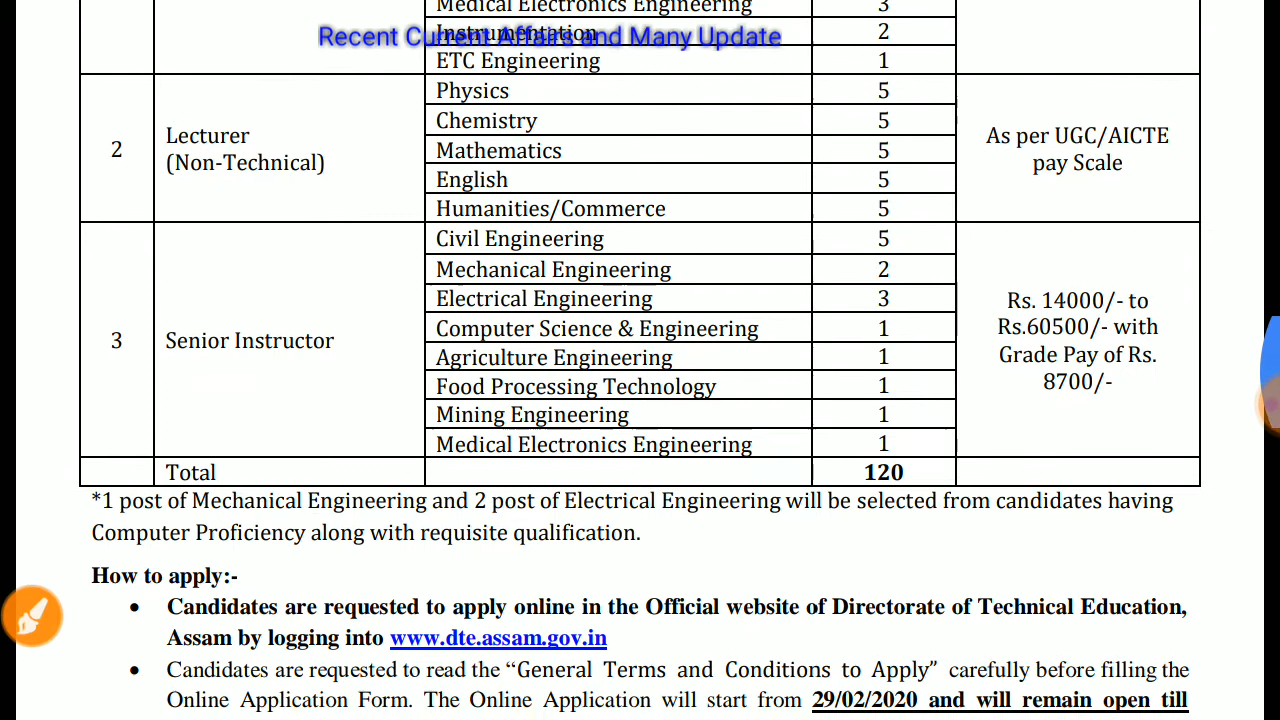 Medical Electronics Engineering 3
Recent Current Affairs and Many Update
Instrumentation 2
ETC Engineering 1
2 Lecturer (Non-Technical) As per UGC/AICTE pay Scale
Physics 5
Chemistry 5
Mathematics 5
English 5
Humanities/Commerce 5
3 Senior Instructor Rs. 14000/- to Rs.60500/- with Grade Pay of Rs. 8700/-
Civil Engineering 5
Mechanical Engineering 2
Electrical Engineering 3
Computer Science & Engineering 1
Agriculture Engineering 1
Food Processing Technology 1
Mining Engineering 1
Medical Electronics Engineering 1
Total 120
*1 post of Mechanical Engineering and 2 post of Electrical Engineering will be selected from candidates having
Computer Proficiency along with requisite qualification.
How to apply:-
• Candidates are requested to apply online in the Official website of Directorate of Technical Education,
Assam by logging into www.dte.assam.gov.in
• Candidates are requested to read the “General Terms and Conditions to Apply” carefully before filling the
Online Application Form. The Online Application will start from 29/02/2020 and will remain open till